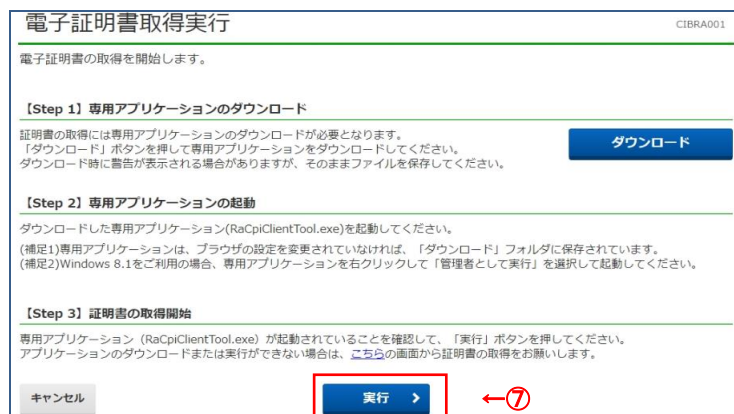 電子証明書取得実行 CIBRA001
電子証明書の取得を開始します。
【Step 1】専用アプリケーションのダウンロード
証明書の取得には専用アプリケーションのダウンロードが必要となります。
「ダウンロード」ボタンを押して専用アプリケーションをダウンロードしてください。
ダウンロード時に警告が表示される場合がありますが、そのままファイルを保存してください。
ダウンロード
【Step 2】専用アプリケーションの起動
ダウンロードした専用アプリケーション(RaCpiClientTool.exe)を起動してください。
(補足1)専用アプリケーションは、ブラウザの設定を変更されていなければ、「ダウンロード」フォルダに保存されています。
(補足2)Windows 8.1をご利用の場合、専用アプリケーションを右クリックして「管理者として実行」を選択して起動してください。
【Step 3】証明書の取得開始
専用アプリケーション（RaCpiClientTool.exe）が起動されていることを確認して、「実行」ボタンを押してください。
アプリケーションのダウンロードまたは実行ができない場合は、こちらの画面から証明書の取得をお願いします。
キャンセル 実行 > ←⑦